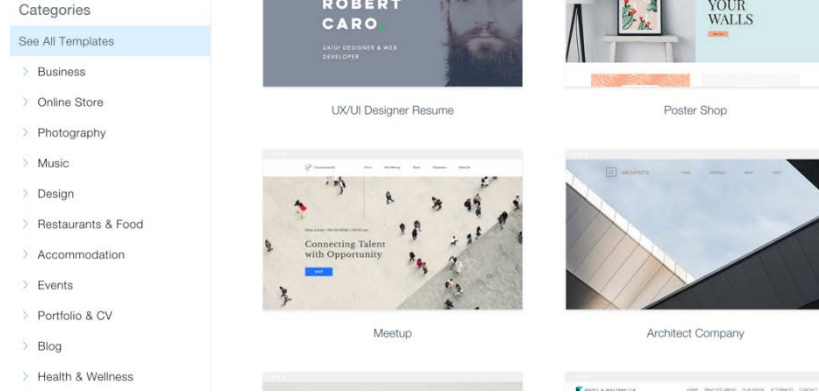 Categories
See All Templates
Business
Online Store
Photography
Music
Design
Restaurants & Food
Accommodation
Events
Portfolio & CV
Blog
Health & Wellness
ROBERT
CARO.
UX/UI DESIGNER & WEB
DEVELOPER
UX/UI Designer Resume
YOUR
WALLS
Poster Shop
Connecting Talent
with Opportunity
Meetup
ARCHITECTS
Architect Company
HOME